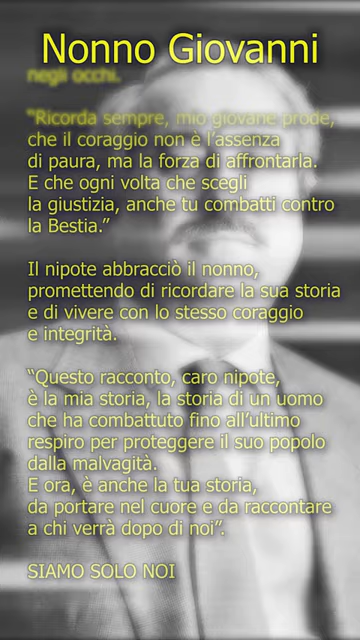 Nonno Giovanni
negli occhi.
“Ricorda sempre, mio giovane prode,
che il coraggio non è l’assenza
di paura, ma la forza di affrontarla.
E che ogni volta che scegli
la giustizia, anche tu combatti contro
la Bestia.”
Il nipote abbracciò il nonno,
promettendo di ricordare la sua storia
e di vivere con lo stesso coraggio
e integrità.
“Questo racconto, caro nipote,
è la mia storia, la storia di un uomo
che ha combattuto fino all’ultimo
respiro per proteggere il suo popolo
dalla malvagità.
E ora, è anche la tua storia,
da portare nel cuore e da raccontare
a chi verrà dopo di noi”.
SIAMO SOLO NOI